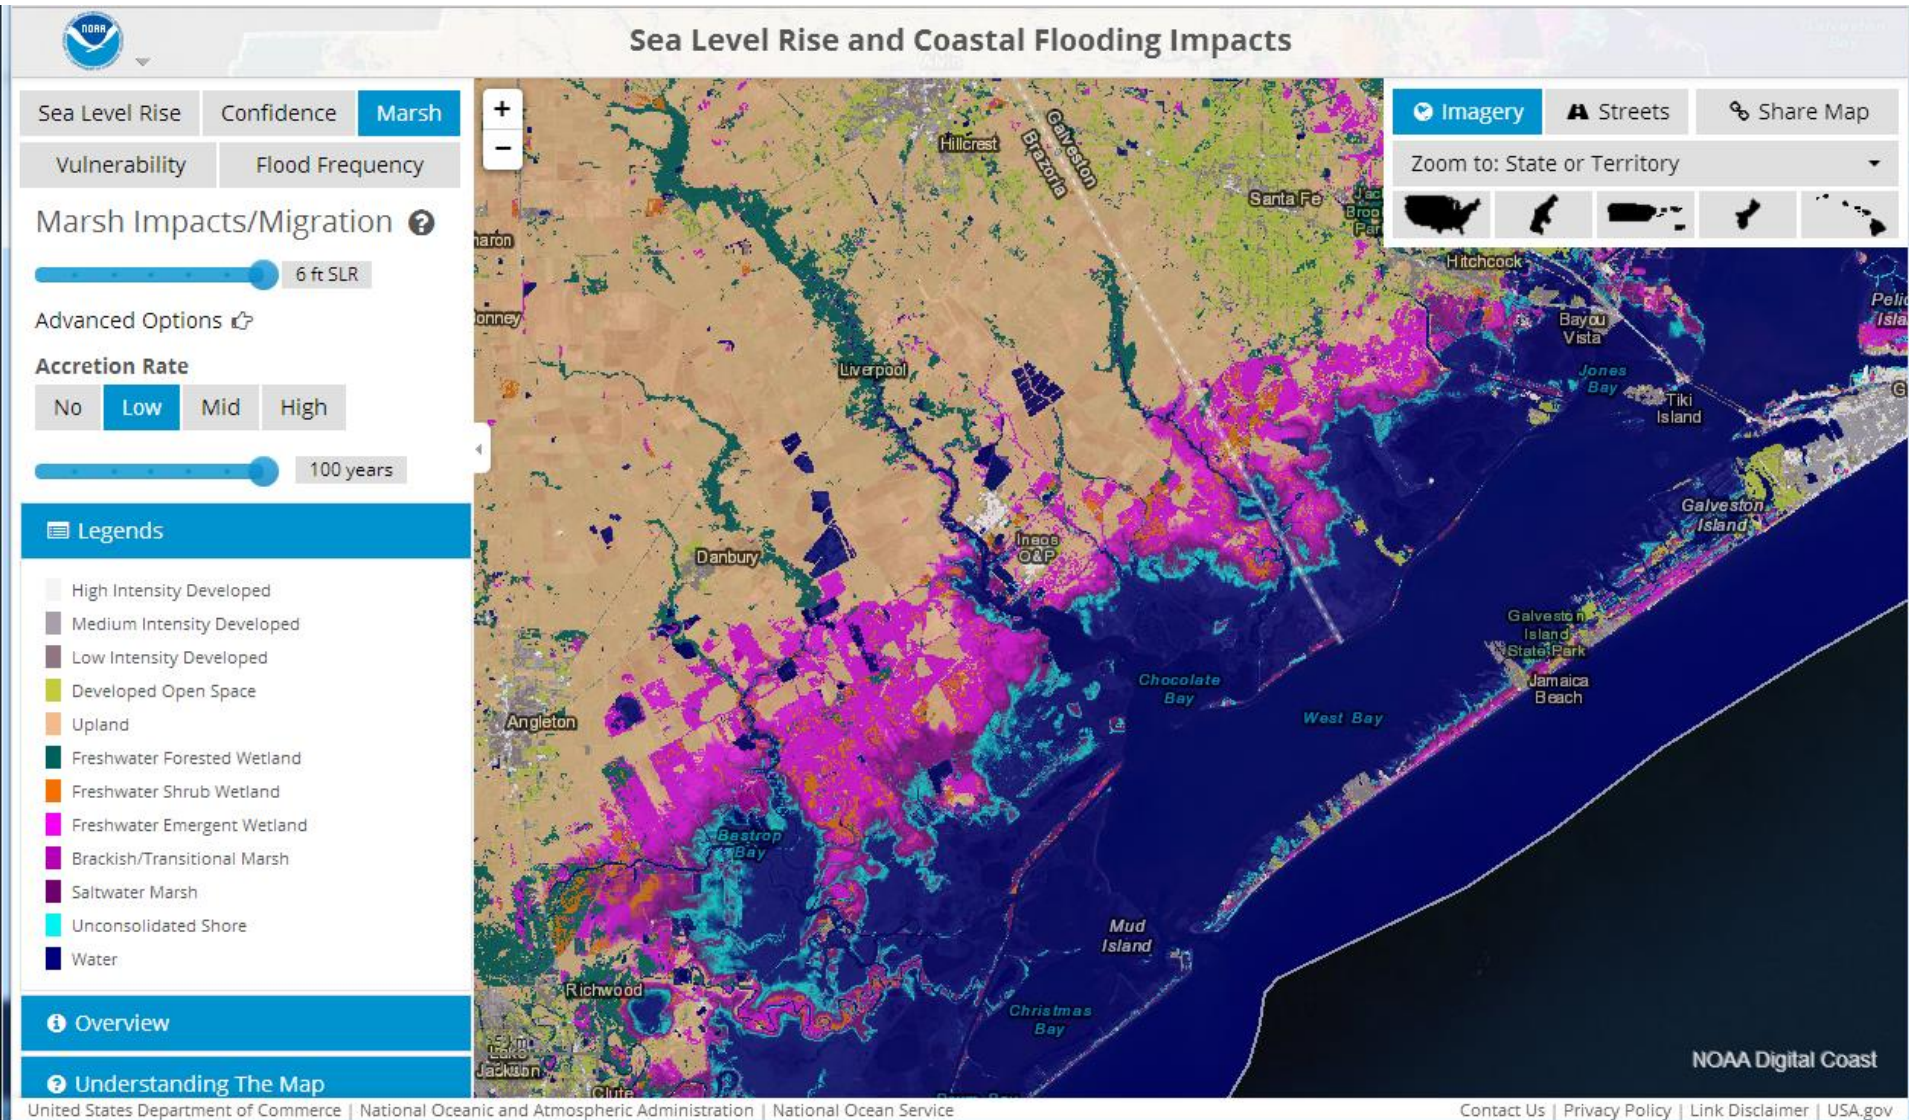 NOAA
Sea Level Rise and Coastal Flooding Impacts
Sea Level Rise
Confidence
Marsh
Vulnerability
Flood Frequency
Marsh Impacts/Migration
6 ft SLR
Advanced Options
Accretion Rate
No
Low
Mid
High
100 years
Legends
High Intensity Developed
Medium Intensity Developed
Low Intensity Developed
Developed Open Space
Upland
Freshwater Forested Wetland
Freshwater Shrub Wetland
Freshwater Emergent Wetland
Brackish/Transitional Marsh
Saltwater Marsh
Unconsolidated Shore
Water
Overview
Understanding The Map
+
−
Imagery
Streets
Share Map
Zoom to: State or Territory
Hillcrest
Galveston
Brazoria
Santa Fe
haron
onney
Hitchcock
Bayou
Vista
Jones
Bay
Tiki
Island
Liverpool
Ineos
O&P
Danbury
Galveston
Island
Galveston
Island
State Park
Jamaica
Beach
Chocolate
Bay
West Bay
Angleton
Bastrop
Bay
Mud
Island
Richwood
Christmas
Bay
Lake
Jackson
Clute
NOAA Digital Coast
United States Department of Commerce | National Oceanic and Atmospheric Administration | National Ocean Service
Contact Us | Privacy Policy | Link Disclaimer | USA.gov